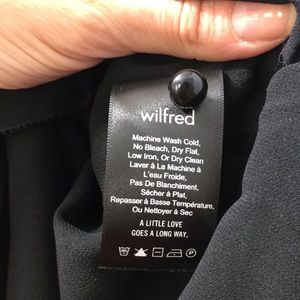 wilfred
Machine Wash Cold,
No Bleach, Dry Flat,
Low Iron, Or Dry Clean
Laver à La Machine à
L'eau Froide,
Pas De Blanchiment,
Sécher à Plat,
Repasser à Basse Température,
Ou Nettoyer à Sec
A LITTLE LOVE
GOES A LONG WAY.